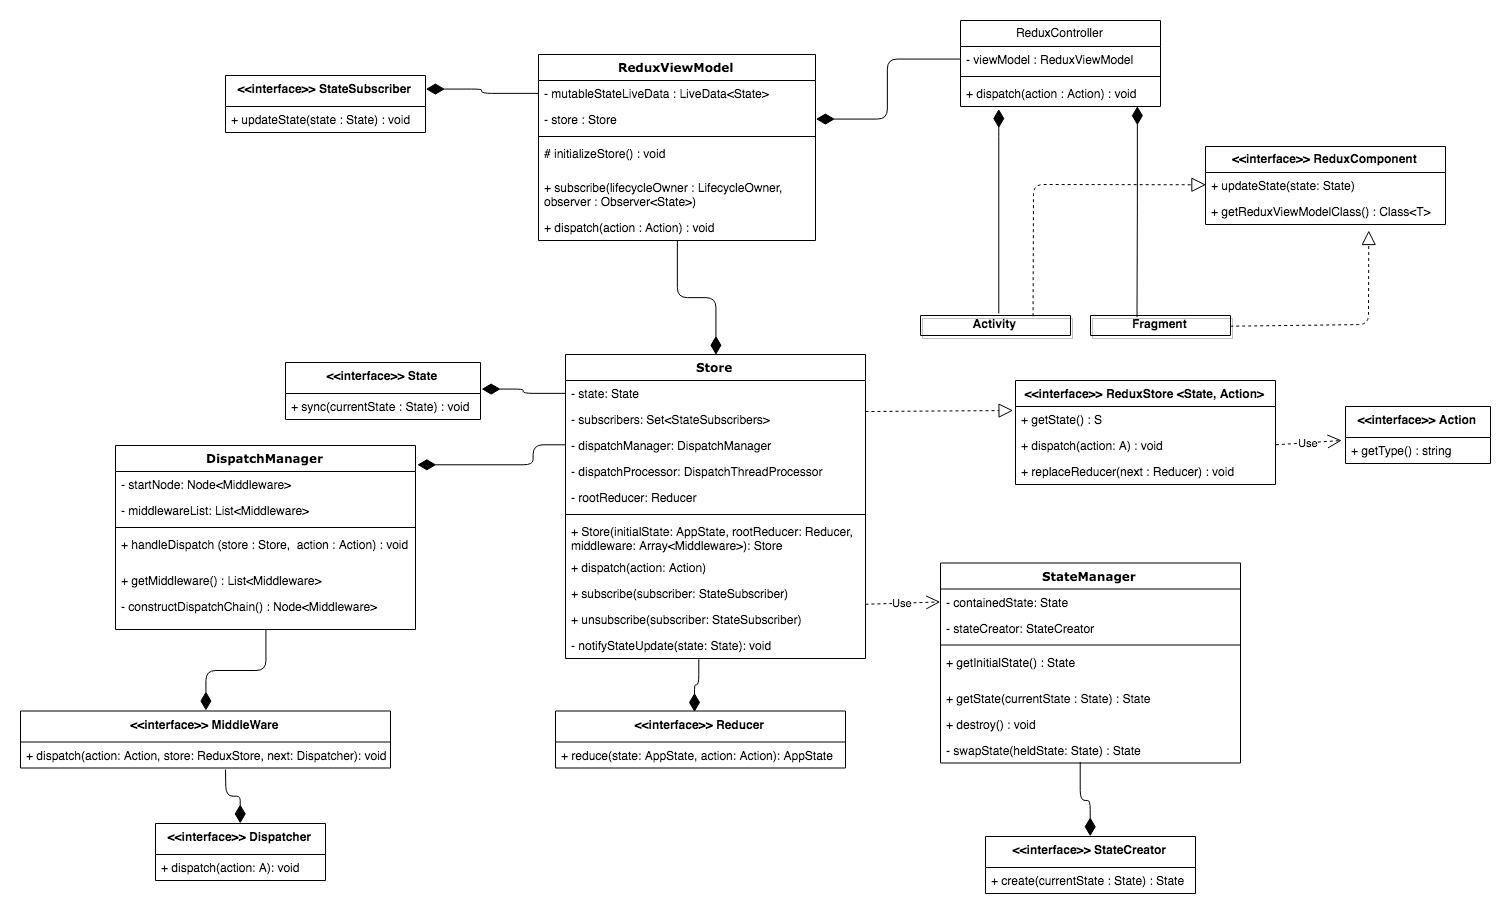 ReduxController
- viewModel : ReduxViewModel
+ dispatch(action : Action) : void
ReduxViewModel
- mutableStateLiveData : LiveData<State>
- store : Store
# initializeStore() : void
+ subscribe(lifecycleOwner : LifecycleOwner,
observer : Observer<State>)
+ dispatch(action : Action) : void
<<interface>> StateSubscriber
+ updateState(state : State) : void
<<interface>> ReduxComponent
+ updateState(state: State)
+ getReduxViewModelClass() : Class<T>
Activity
Fragment
<<interface>> State
+ sync(currentState : State) : void
Store
- state: State
- subscribers: Set<StateSubscribers>
- dispatchManager: DispatchManager
- dispatchProcessor: DispatchThreadProcessor
- rootReducer: Reducer
+ Store(initialState: AppState, rootReducer: Reducer,
middleware: Array<Middleware>): Store
+ dispatch(action: Action)
+ subscribe(subscriber: StateSubscriber)
+ unsubscribe(subscriber: StateSubscriber)
- notifyStateUpdate(state: State): void
<<interface>> ReduxStore <State, Action>
+ getState() : S
+ dispatch(action: A) : void
+ replaceReducer(next : Reducer) : void
Use
<<interface>> Action
+ getType() : string
DispatchManager
- startNode: Node<Middleware>
- middlewareList: List<Middleware>
+ handleDispatch (store : Store,  action : Action) : void
+ getMiddleware() : List<Middleware>
- constructDispatchChain() : Node<Middleware>
Use
StateManager
- containedState: State
- stateCreator: StateCreator
+ getInitialState() : State
+ getState(currentState : State) : State
+ destroy() : void
- swapState(heldState: State) : State
<<interface>> MiddleWare
+ dispatch(action: Action, store: ReduxStore, next: Dispatcher): void
<<interface>> Reducer
+ reduce(state: AppState, action: Action): AppState
<<interface>> Dispatcher
+ dispatch(action: A): void
<<interface>> StateCreator
+ create(currentState : State) : State